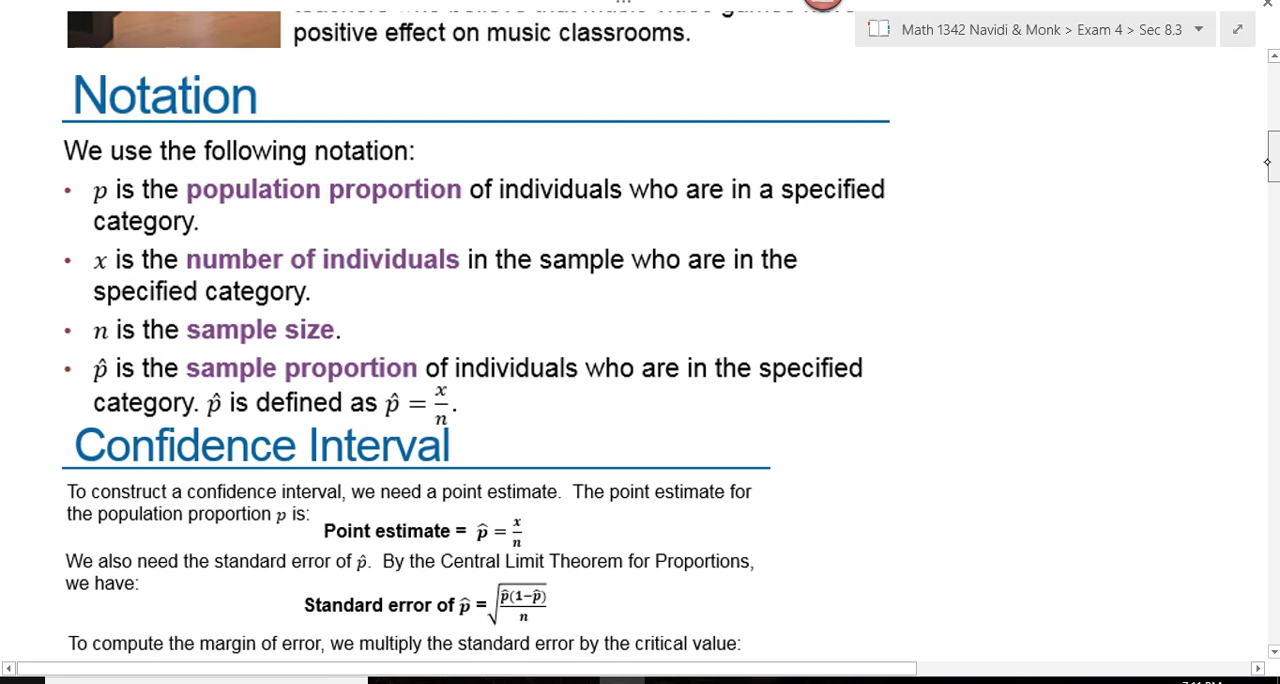 positive effect on music classrooms.
Math 1342 Navidi & Monk > Exam 4 > Sec 8.3
Notation
We use the following notation:
• p is the population proportion of individuals who are in a specified
category.
• x is the number of individuals in the sample who are in the
specified category.
• n is the sample size.
• p̂ is the sample proportion of individuals who are in the specified
category. p̂ is defined as p̂ = x/n.
Confidence Interval
To construct a confidence interval, we need a point estimate. The point estimate for
the population proportion p is:
Point estimate = p̂ = x/n
We also need the standard error of p̂. By the Central Limit Theorem for Proportions,
we have:
Standard error of p̂ = √(p̂(1−p̂)/n)
To compute the margin of error, we multiply the standard error by the critical value: